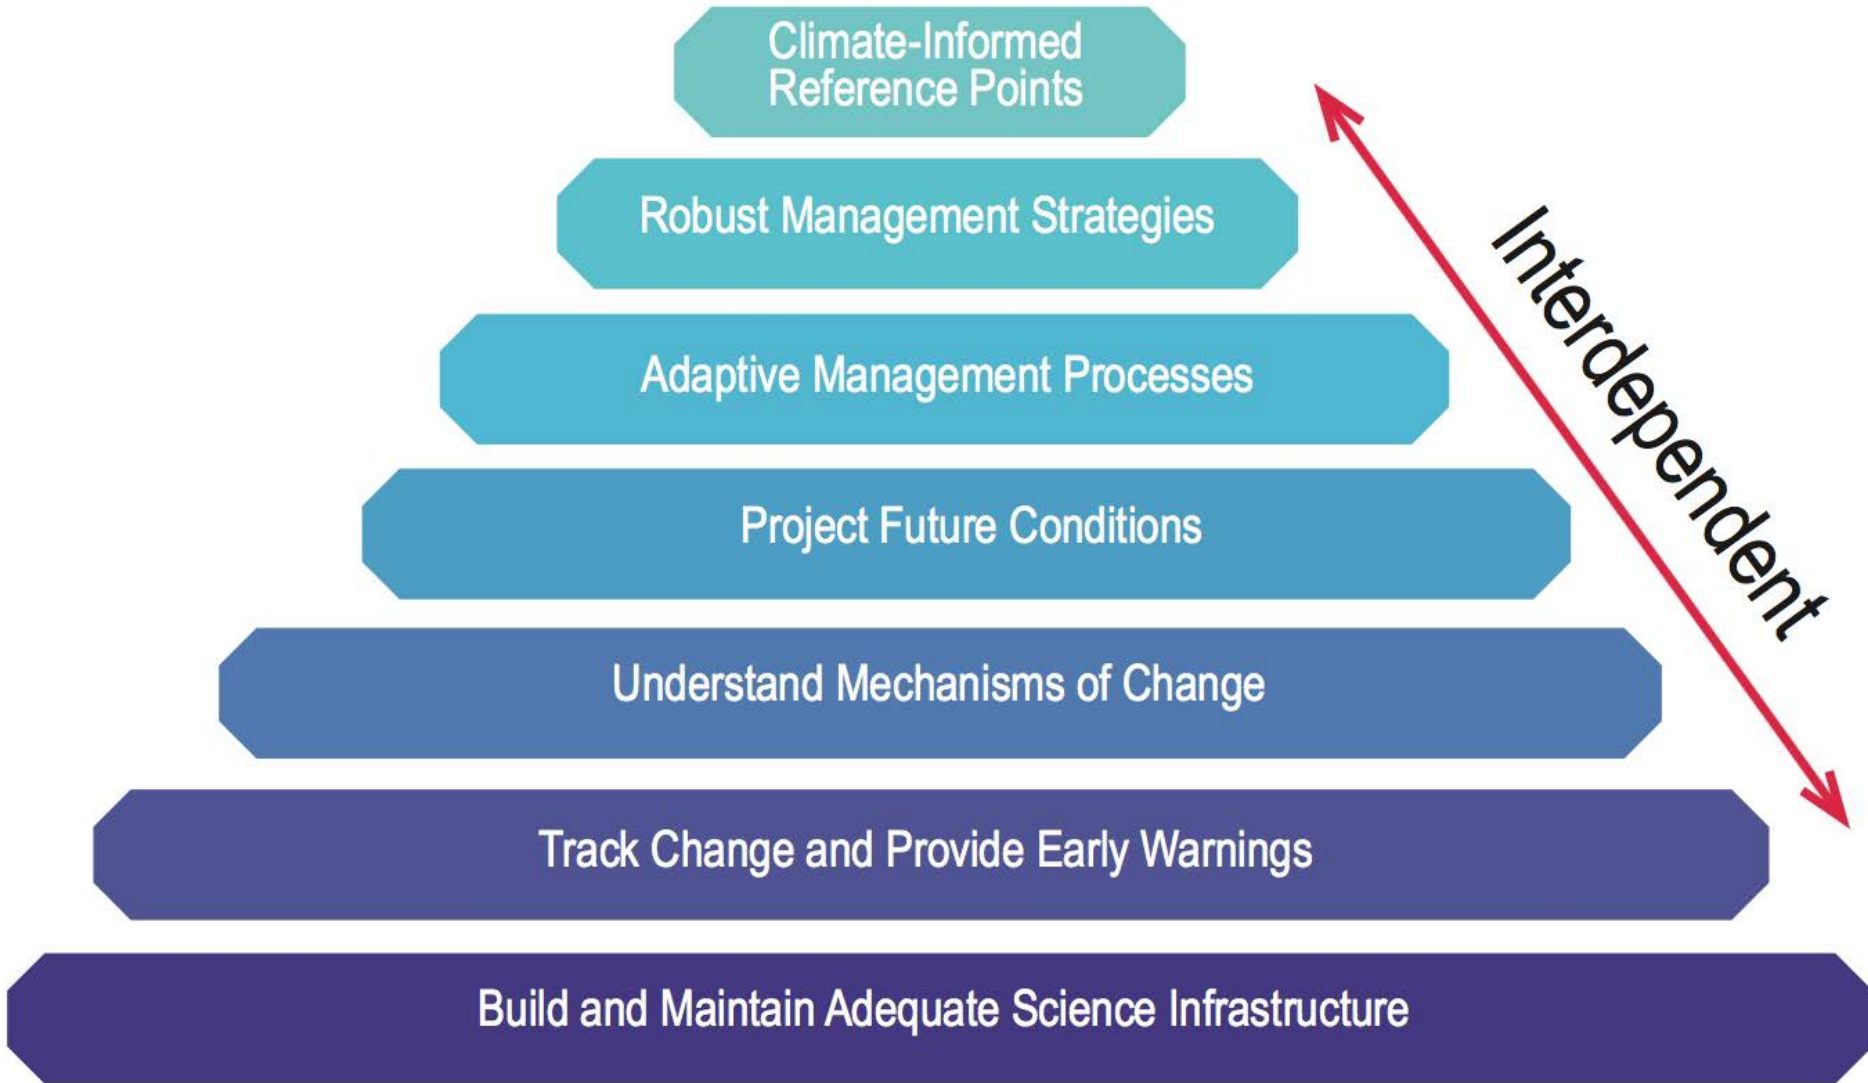 Climate-Informed
Reference Points
Robust Management Strategies
Adaptive Management Processes
Project Future Conditions
Understand Mechanisms of Change
Track Change and Provide Early Warnings
Build and Maintain Adequate Science Infrastructure
Interdependent